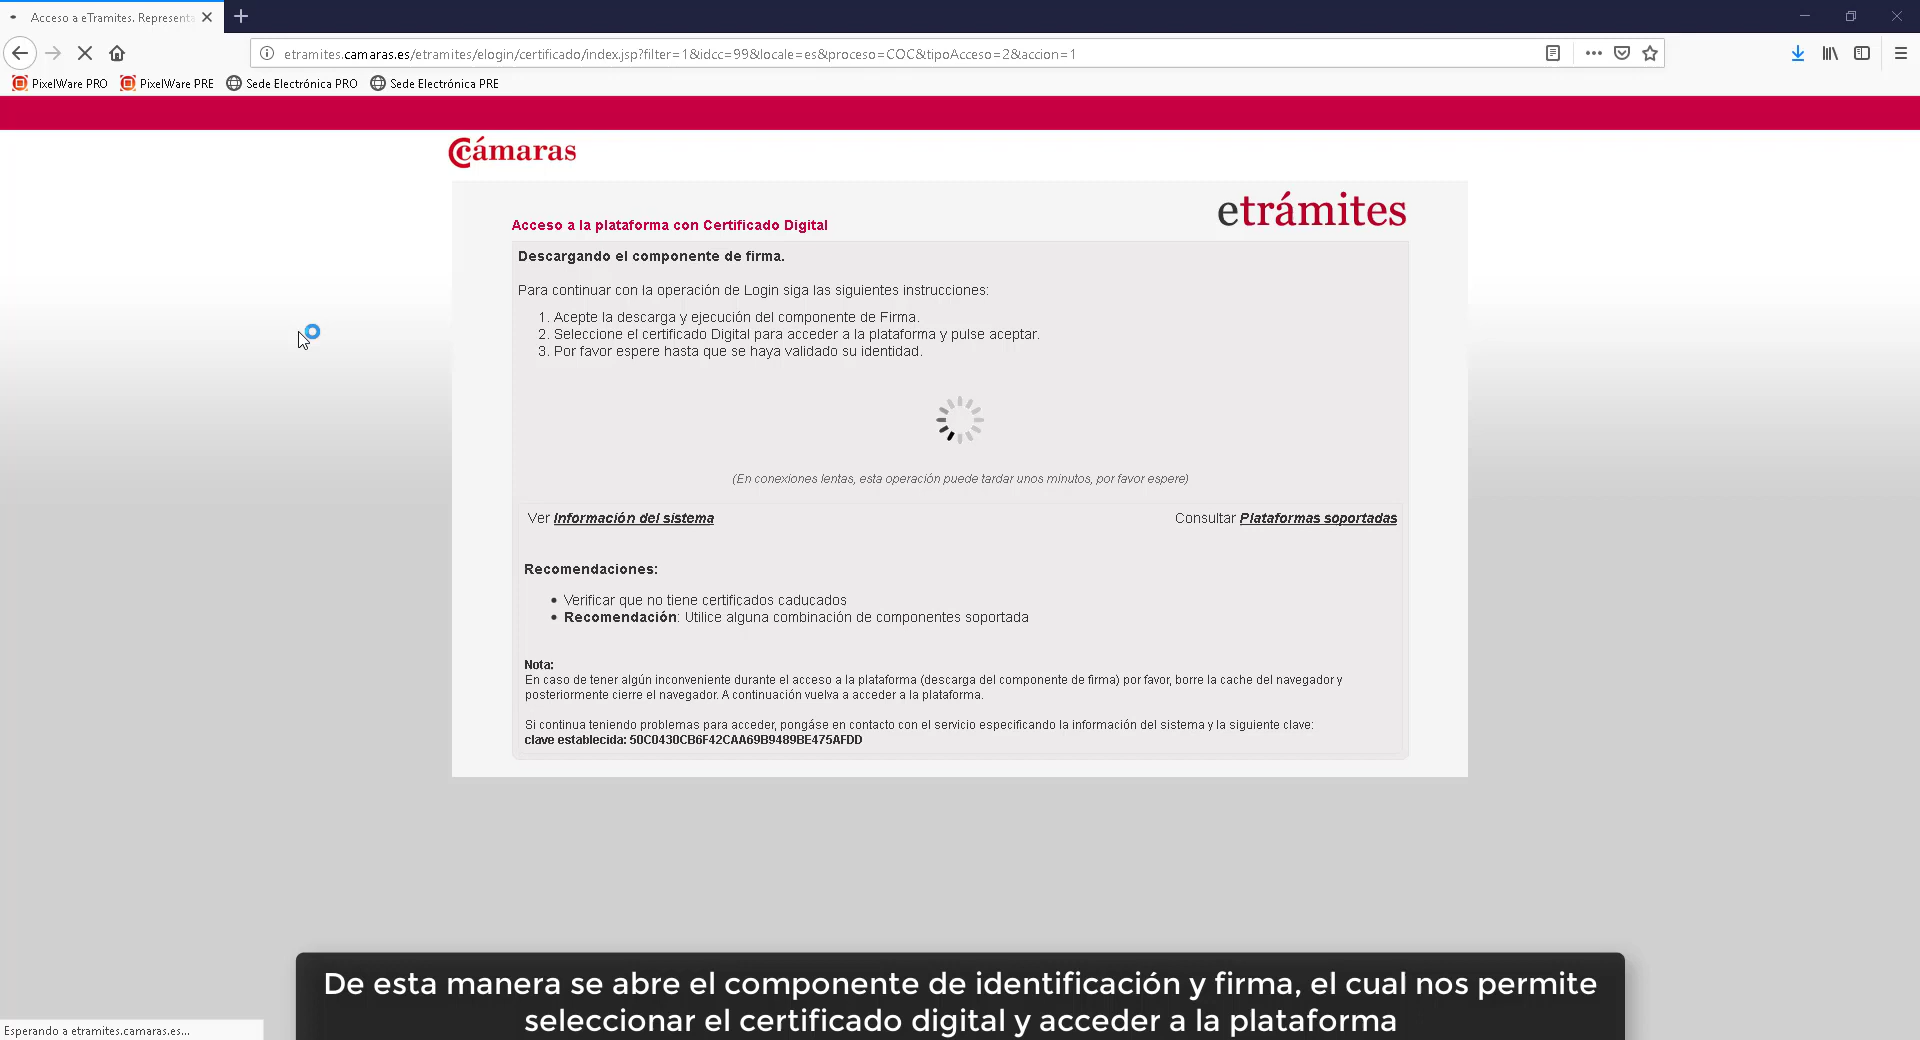 Acceso a eTramites. Representa
etramites.camaras.es/etramites/elogin/certificado/index.jsp?filter=1&idcc=99&locale=es&proceso=COC&tipoAcceso=2&accion=1
PixelWare PRO PixelWare PRE Sede Electrónica PRO Sede Electrónica PRE
cámaras
etrámites
Acceso a la plataforma con Certificado Digital
Descargando el componente de firma.
Para continuar con la operación de Login siga las siguientes instrucciones:
1. Acepte la descarga y ejecución del componente de Firma.
2. Seleccione el certificado Digital para acceder a la plataforma y pulse aceptar.
3. Por favor espere hasta que se haya validado su identidad.
(En conexiones lentas, esta operación puede tardar unos minutos, por favor espere)
Ver Información del sistema Consultar Plataformas soportadas
Recomendaciones:
• Verificar que no tiene certificados caducados
• Recomendación: Utilice alguna combinación de componentes soportada
Nota:
En caso de tener algún inconveniente durante el acceso a la plataforma (descarga del componente de firma) por favor, borre la cache del navegador y
posteriormente cierre el navegador. A continuación vuelva a acceder a la plataforma.
Si continua teniendo problemas para acceder, pongáse en contacto con el servicio especificando la información del sistema y la siguiente clave:
clave establecida: 50C0430CB6F42CAA69B9489BE475AFDD
De esta manera se abre el componente de identificación y firma, el cual nos permite
seleccionar el certificado digital y acceder a la plataforma
Esperando a etramites.camaras.es...